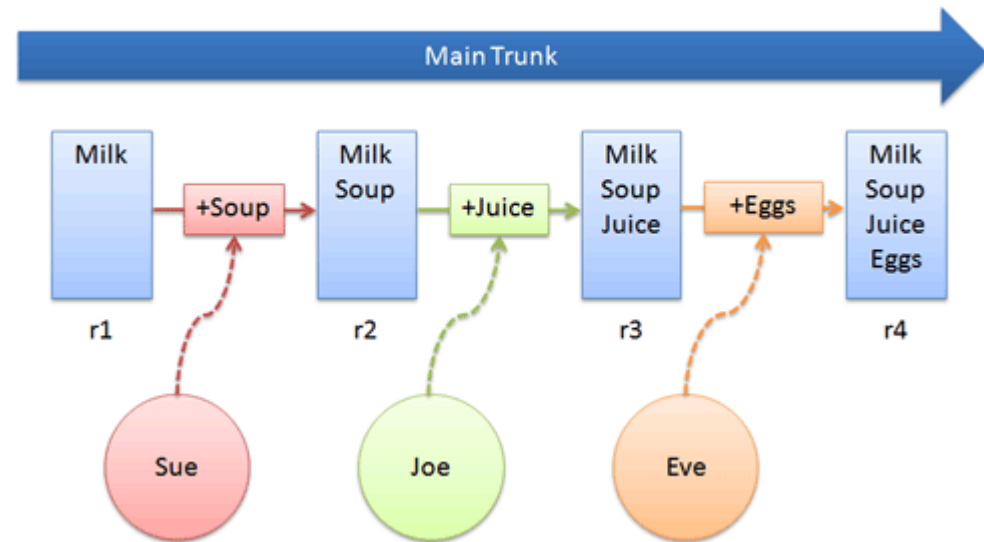 Main Trunk
Milk
+Soup
Milk
Soup
+Juice
Milk
Soup
Juice
+Eggs
Milk
Soup
Juice
Eggs
r1
r2
r3
r4
Sue
Joe
Eve